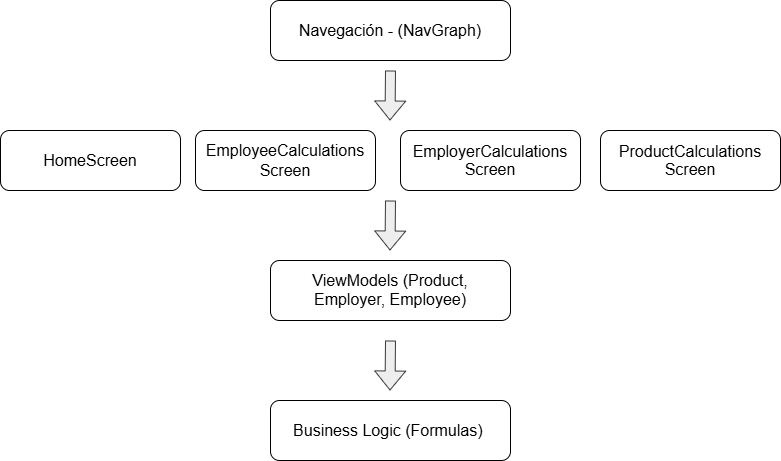 Navegación - (NavGraph)
HomeScreen
EmployeeCalculations
Screen
EmployerCalculations
Screen
ProductCalculations
Screen
ViewModels (Product,
Employer, Employee)
Business Logic (Formulas)